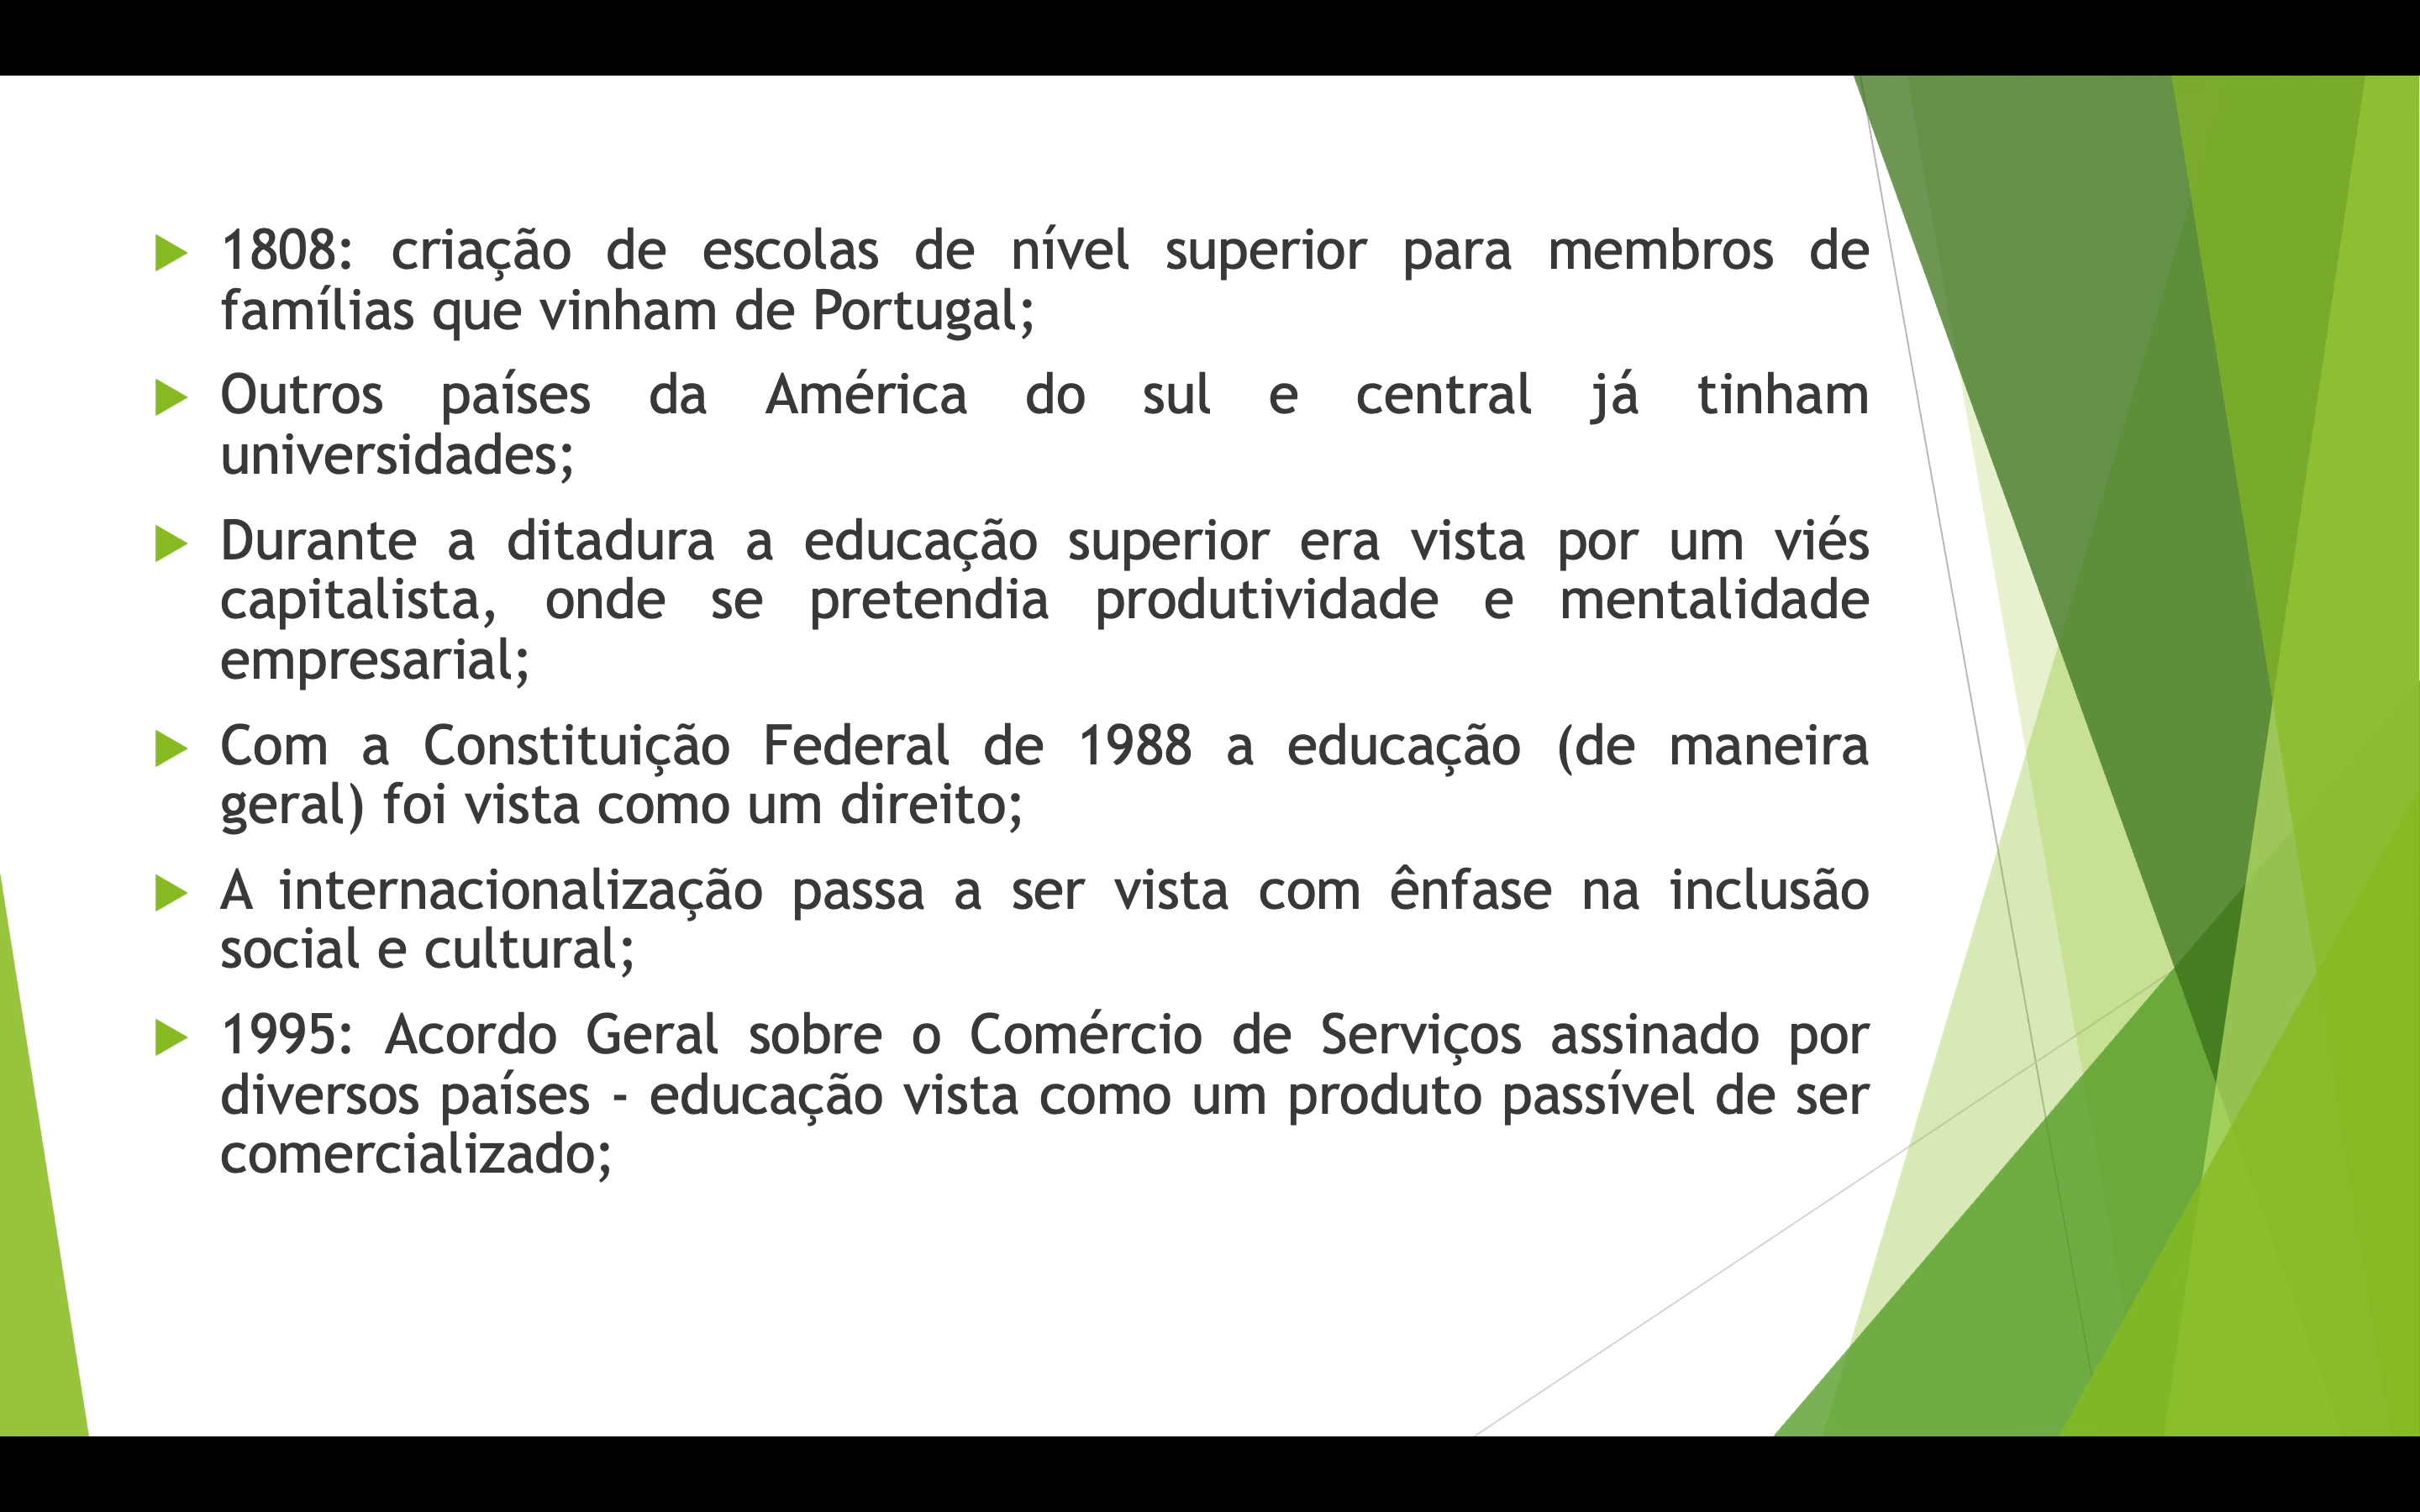 1808: criação de escolas de nível superior para membros de
famílias que vinham de Portugal;
Outros países da América do sul e central já tinham
universidades;
Durante a ditadura a educação superior era vista por um viés
capitalista, onde se pretendia produtividade e mentalidade
empresarial;
Com a Constituição Federal de 1988 a educação (de maneira
geral) foi vista como um direito;
A internacionalização passa a ser vista com ênfase na inclusão
social e cultural;
1995: Acordo Geral sobre o Comércio de Serviços assinado por
diversos países - educação vista como um produto passível de ser
comercializado;